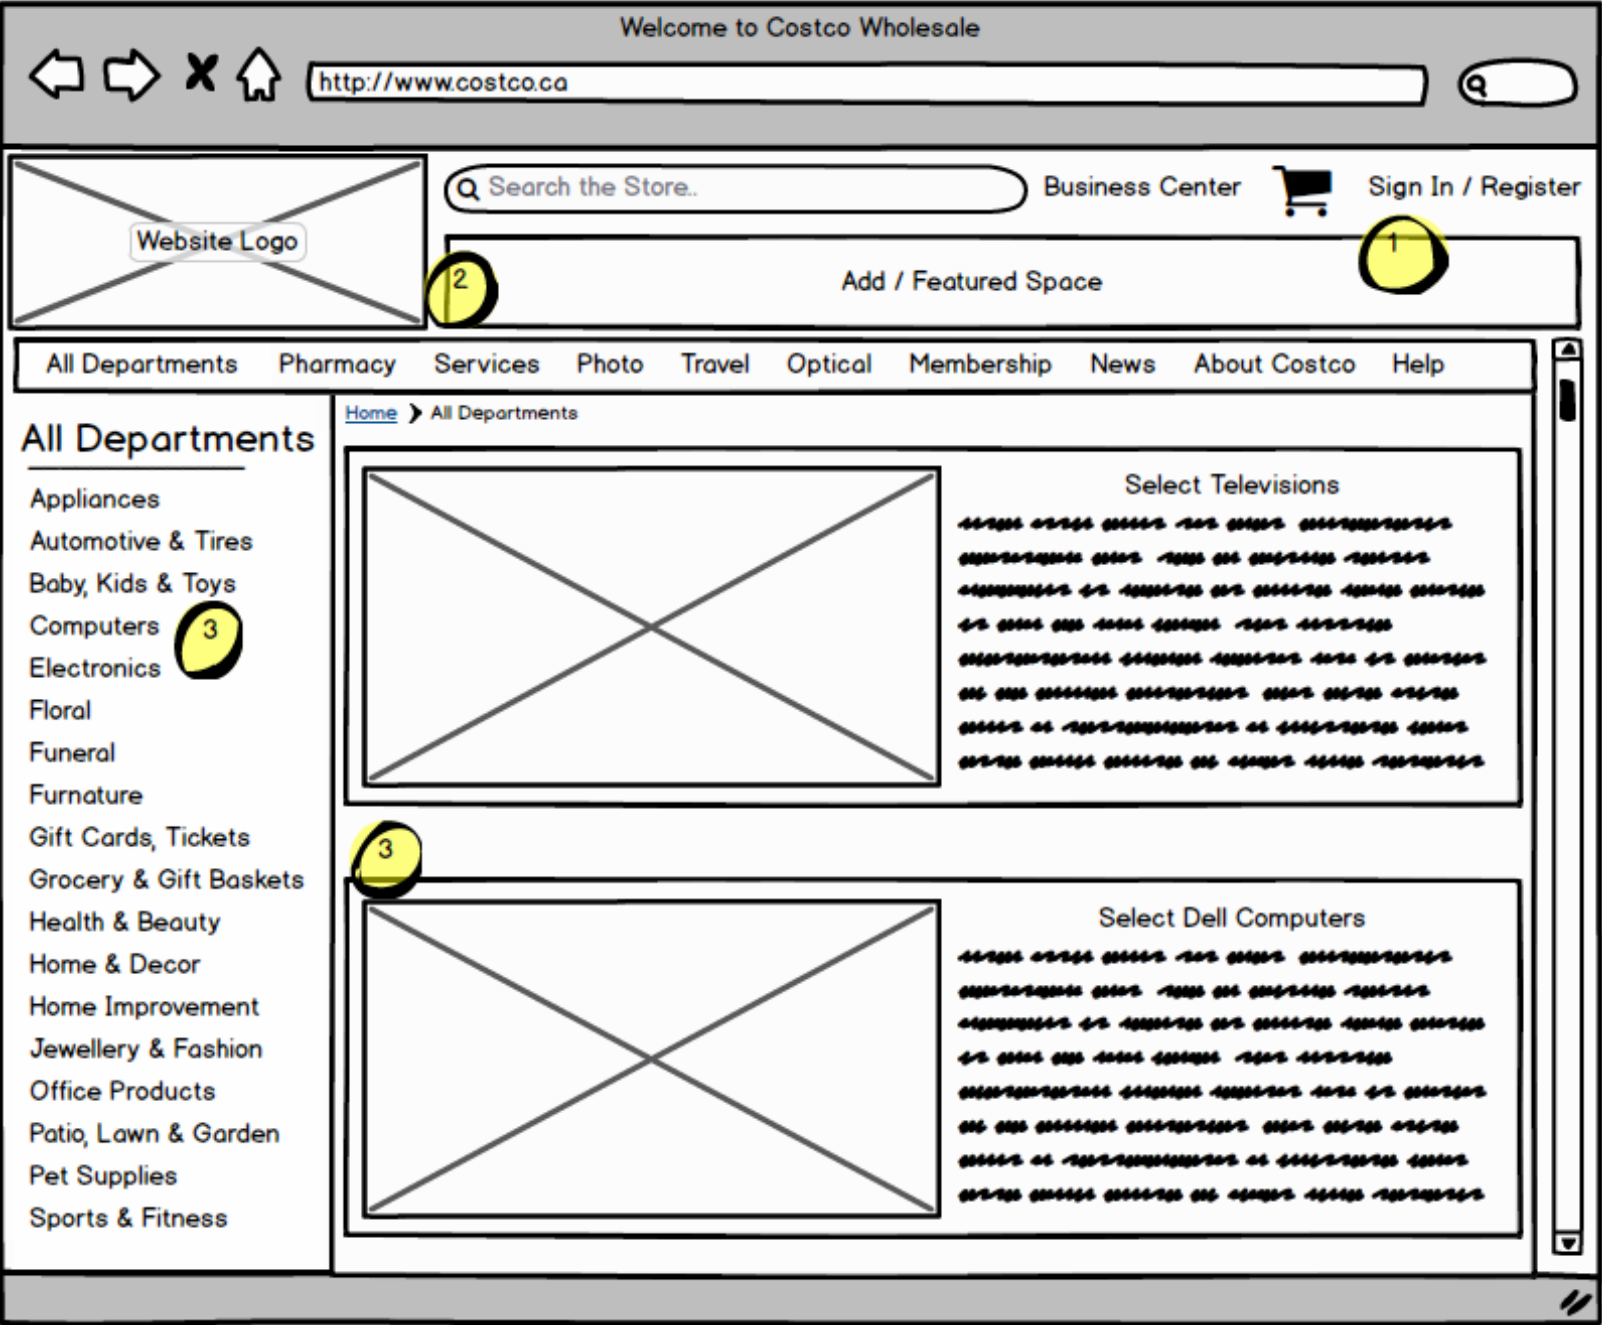 Welcome to Costco Wholesale
http://www.costco.ca
Search the Store..
Business Center
Sign In / Register
Website Logo
1
2
Add / Featured Space
All Departments Pharmacy Services Photo Travel Optical Membership News About Costco Help
Home All Departments
All Departments
Appliances
Automotive & Tires
Baby, Kids & Toys
Computers
3
Electronics
Floral
Funeral
Furnature
Gift Cards, Tickets
Grocery & Gift Baskets
Health & Beauty
Home & Decor
Home Improvement
Jewellery & Fashion
Office Products
Patio, Lawn & Garden
Pet Supplies
Sports & Fitness
Select Televisions
3
Select Dell Computers